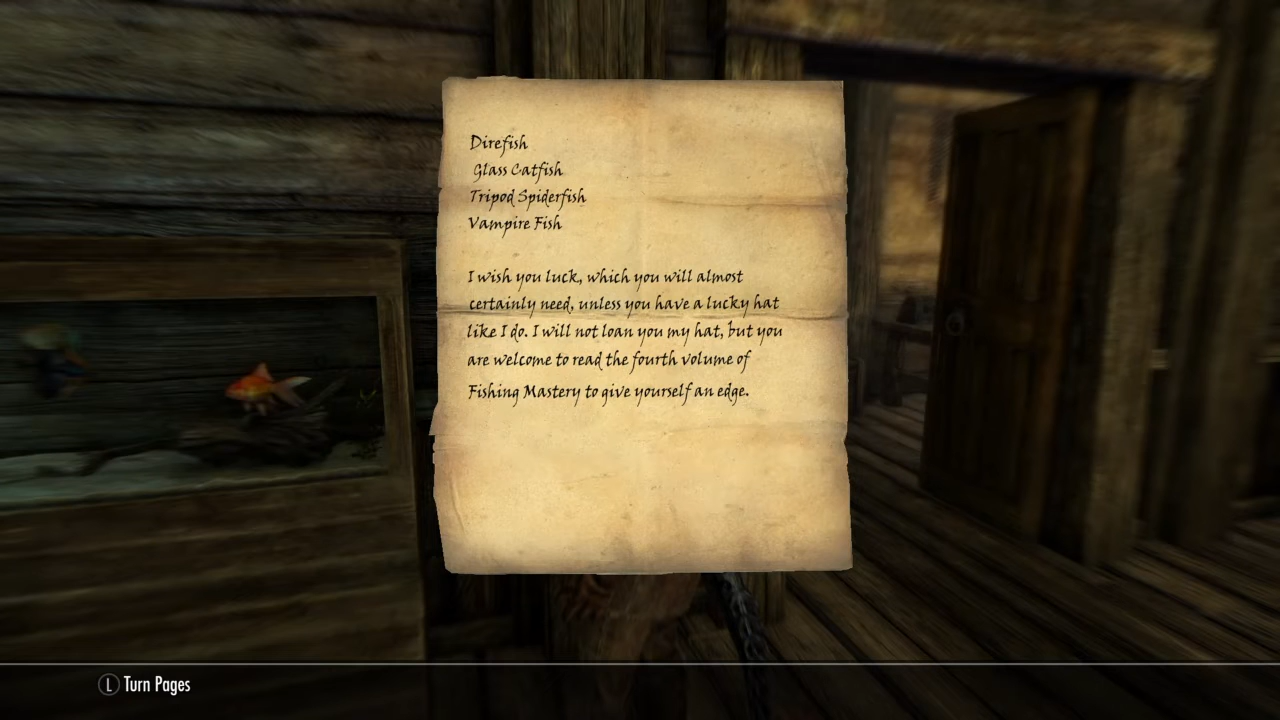 Direfish
Glass Catfish
Tripod Spiderfish
Vampire Fish
I wish you luck, which you will almost
certainly need, unless you have a lucky hat
like I do. I will not loan you my hat, but you
are welcome to read the fourth volume of
Fishing Mastery to give yourself an edge.
L Turn Pages